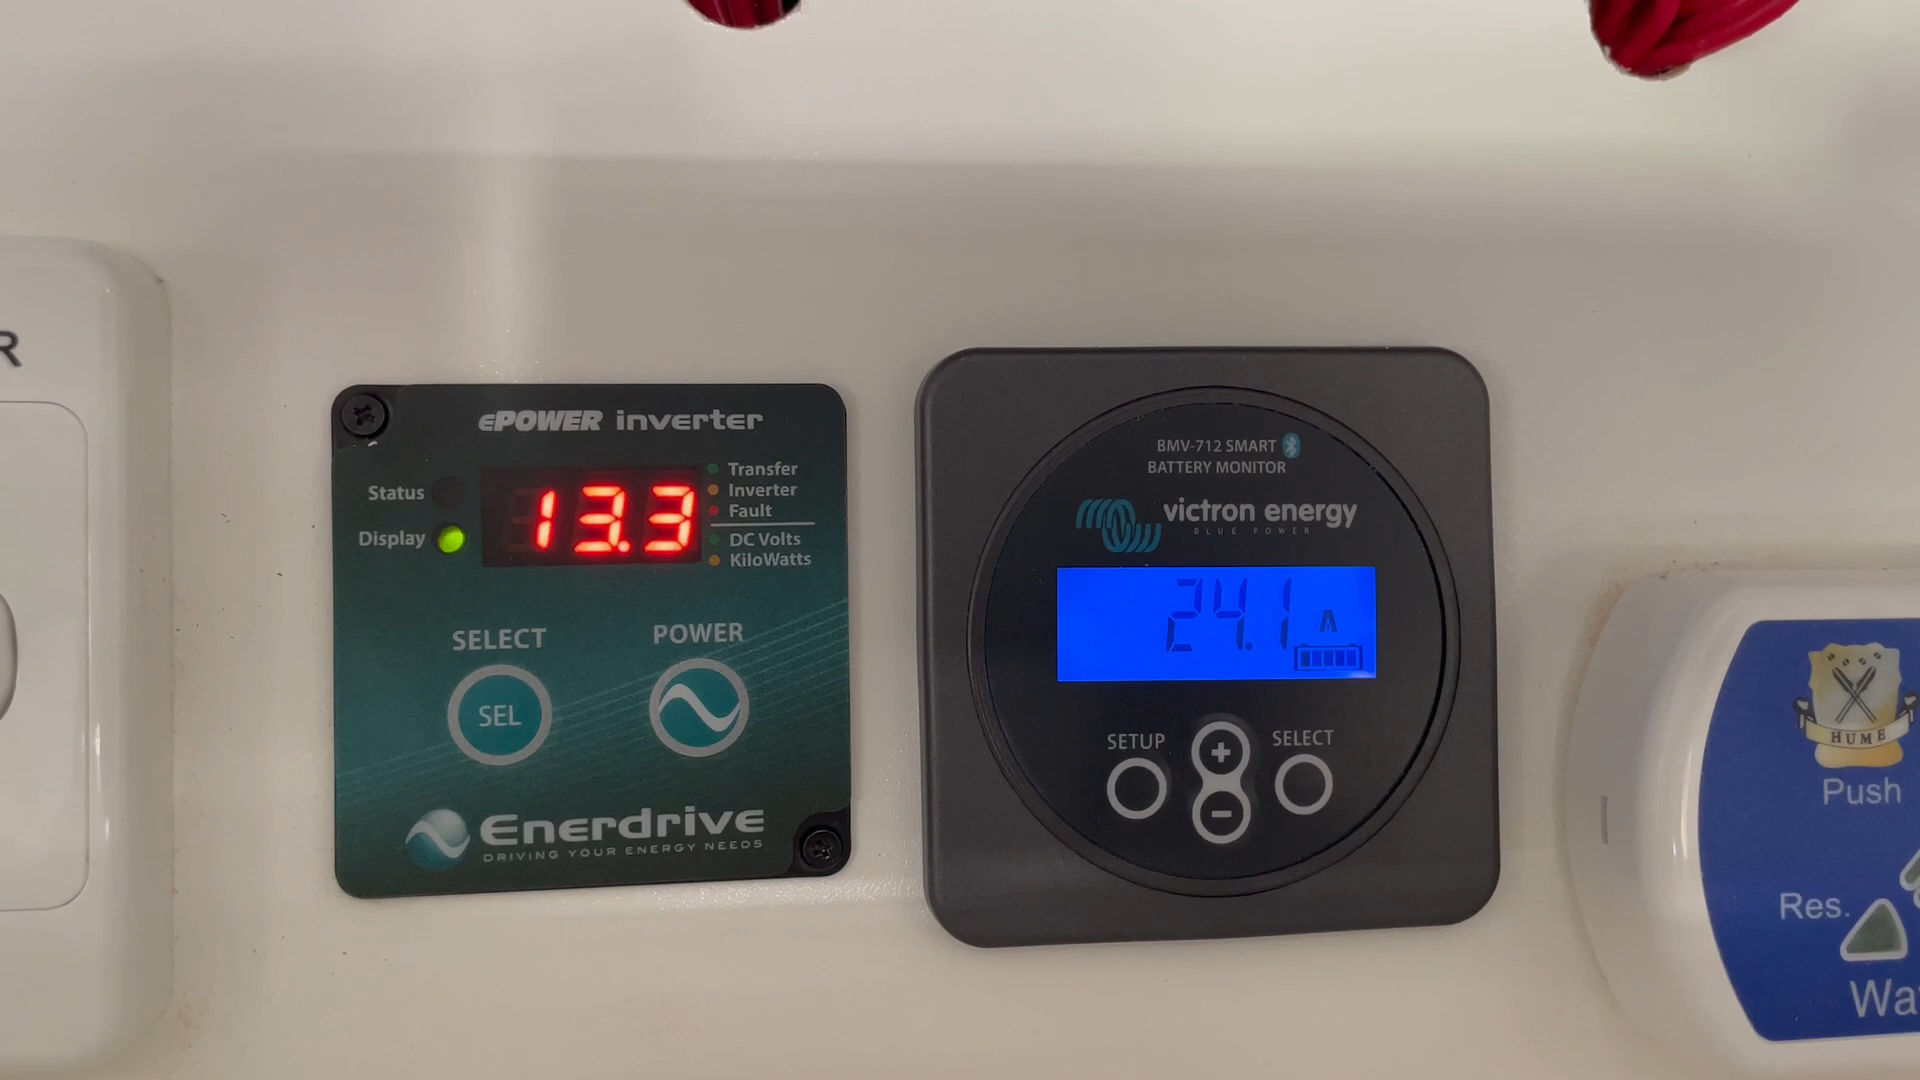 R
ePOWER inverter
Status
Display
13.3
Transfer
Inverter
Fault
DC Volts
KiloWatts
SELECT
POWER
SEL
Enerdrive
DRIVING YOUR ENERGY NEEDS
BMV-712 SMART
BATTERY MONITOR
victron energy
BLUE POWER
24.1 A
SETUP
+
SELECT
-
HUME
Push
Res.
Wa